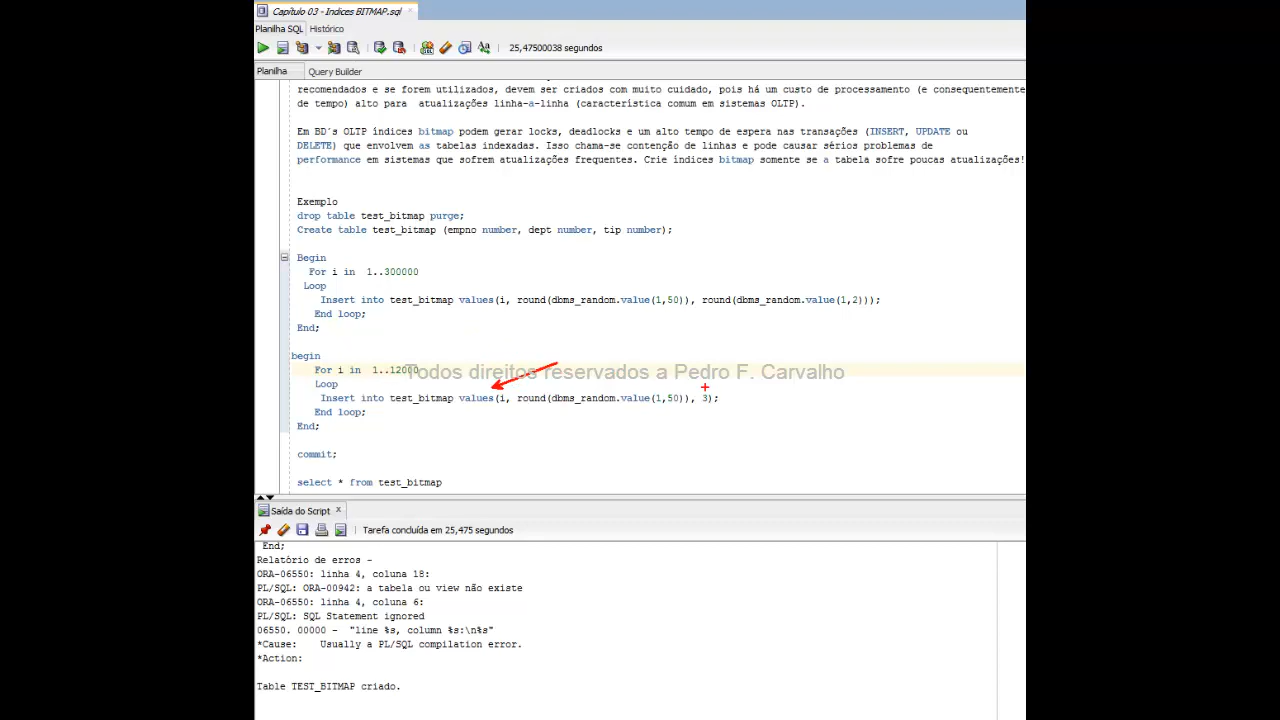 Capítulo 03 - Indices BITMAP.sql
Planilha SQL Histórico
25,47500038 segundos
Planilha Query Builder
recomendados e se forem utilizados, devem ser criados com muito cuidado, pois há um custo de processamento (e consequentemente
de tempo) alto para atualizações linha-a-linha (característica comum em sistemas OLTP).
Em BD´s OLTP índices bitmap podem gerar locks, deadlocks e um alto tempo de espera nas transações (INSERT, UPDATE ou
DELETE) que envolvem as tabelas indexadas. Isso chama-se contenção de linhas e pode causar sérios problemas de
performance em sistemas que sofrem atualizações frequentes. Crie índices bitmap somente se a tabela sofre poucas atualizações!
Exemplo
drop table test_bitmap purge;
Create table test_bitmap (empno number, dept number, tip number);
Begin
For i in 1..300000
Loop
Insert into test_bitmap values(i, round(dbms_random.value(1,50)), round(dbms_random.value(1,2)));
End loop;
End;
begin
For i in 1..12000
Todos direitos reservados a Pedro F. Carvalho
Loop
Insert into test_bitmap values(i, round(dbms_random.value(1,50)), 3);
End loop;
End;
commit;
select * from test_bitmap
Saída do Script x
Tarefa concluída em 25,475 segundos
End;
Relatório de erros -
ORA-06550: linha 4, coluna 18:
PL/SQL: ORA-00942: a tabela ou view não existe
ORA-06550: linha 4, coluna 6:
PL/SQL: SQL Statement ignored
06550. 00000 - "line %s, column %s:\n%s"
*Cause: Usually a PL/SQL compilation error.
*Action:
Table TEST_BITMAP criado.